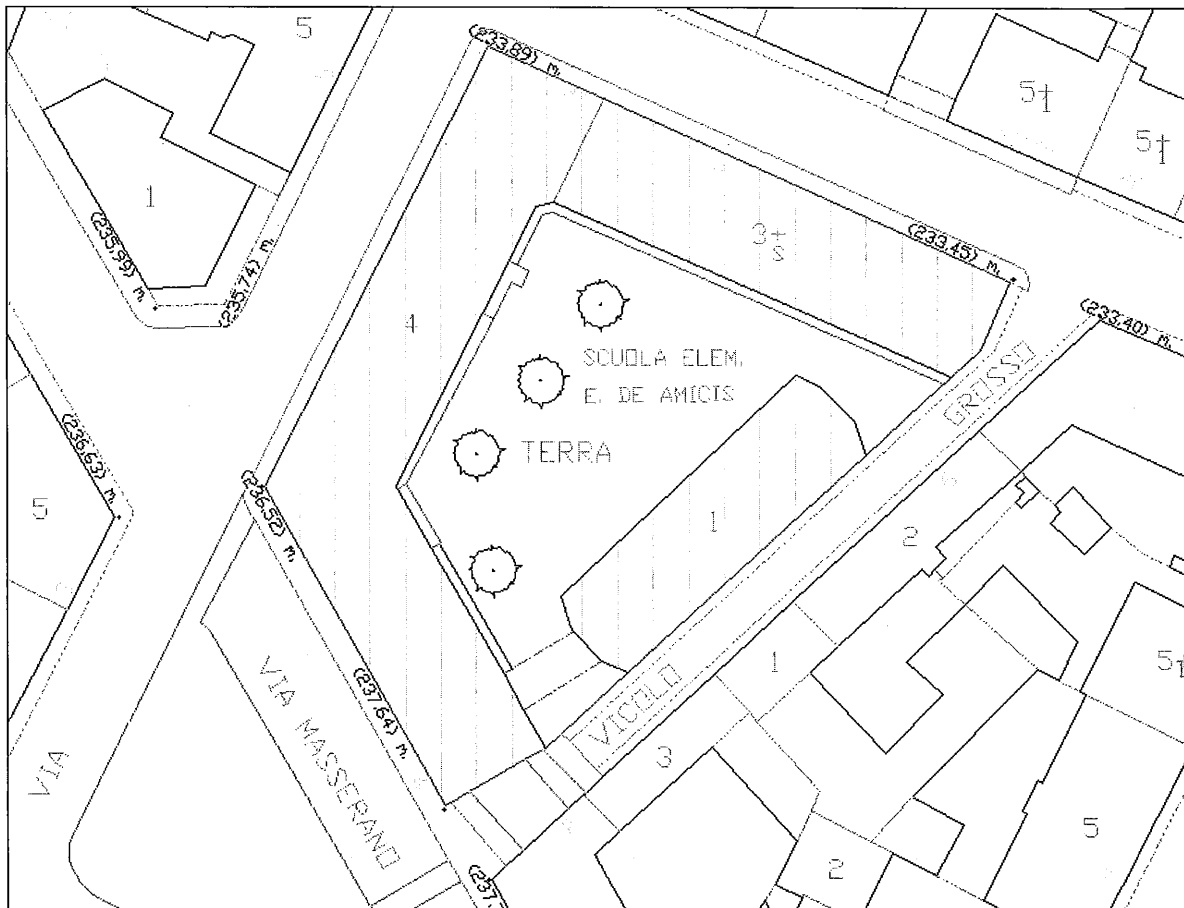 5
(233,89) m.
5+
5+
1
(235,99) m.
(235,74) m.
3+
S
(233,45) m.
(233,40) m.
4
SCUOLA ELEM.
E. DE AMICIS
TERRA
GROSSO
(236,63) m.
(236,52) m.
5
1
2
VIA MASSERANO
(237,64) m.
VICOLO
1
5+
3
VIA
5
2